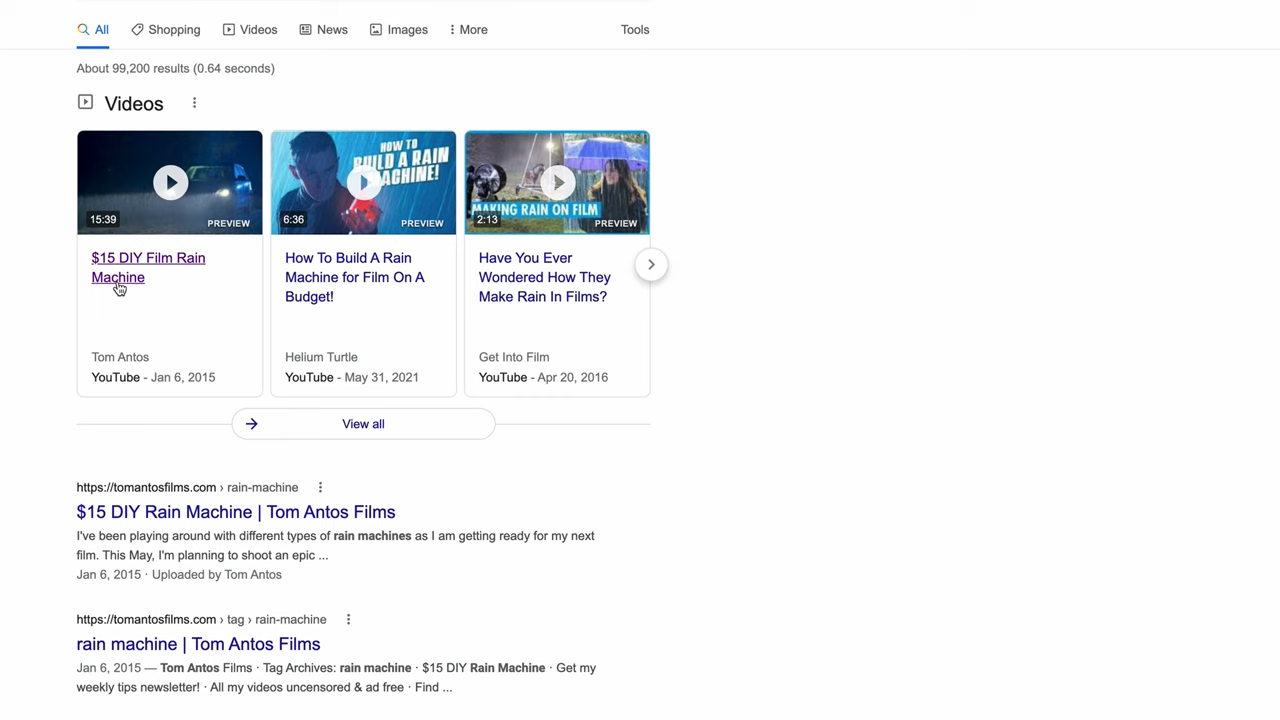 All Shopping Videos News Images More Tools
About 99,200 results (0.64 seconds)
Videos
15:39
PREVIEW
$15 DIY Film Rain
Machine
Tom Antos
YouTube - Jan 6, 2015
HOW TO
BUILD A RAIN
MACHINE!
6:36
PREVIEW
How To Build A Rain
Machine for Film On A
Budget!
Helium Turtle
YouTube - May 31, 2021
MAKING RAIN ON FILM
2:13
PREVIEW
Have You Ever
Wondered How They
Make Rain In Films?
Get Into Film
YouTube - Apr 20, 2016
View all
https://tomantosfilms.com › rain-machine
$15 DIY Rain Machine | Tom Antos Films
I've been playing around with different types of rain machines as I am getting ready for my next
film. This May, I'm planning to shoot an epic ...
Jan 6, 2015 · Uploaded by Tom Antos
https://tomantosfilms.com › tag › rain-machine
rain machine | Tom Antos Films
Jan 6, 2015 — Tom Antos Films · Tag Archives: rain machine · $15 DIY Rain Machine · Get my
weekly tips newsletter! · All my videos uncensored & ad free · Find ...